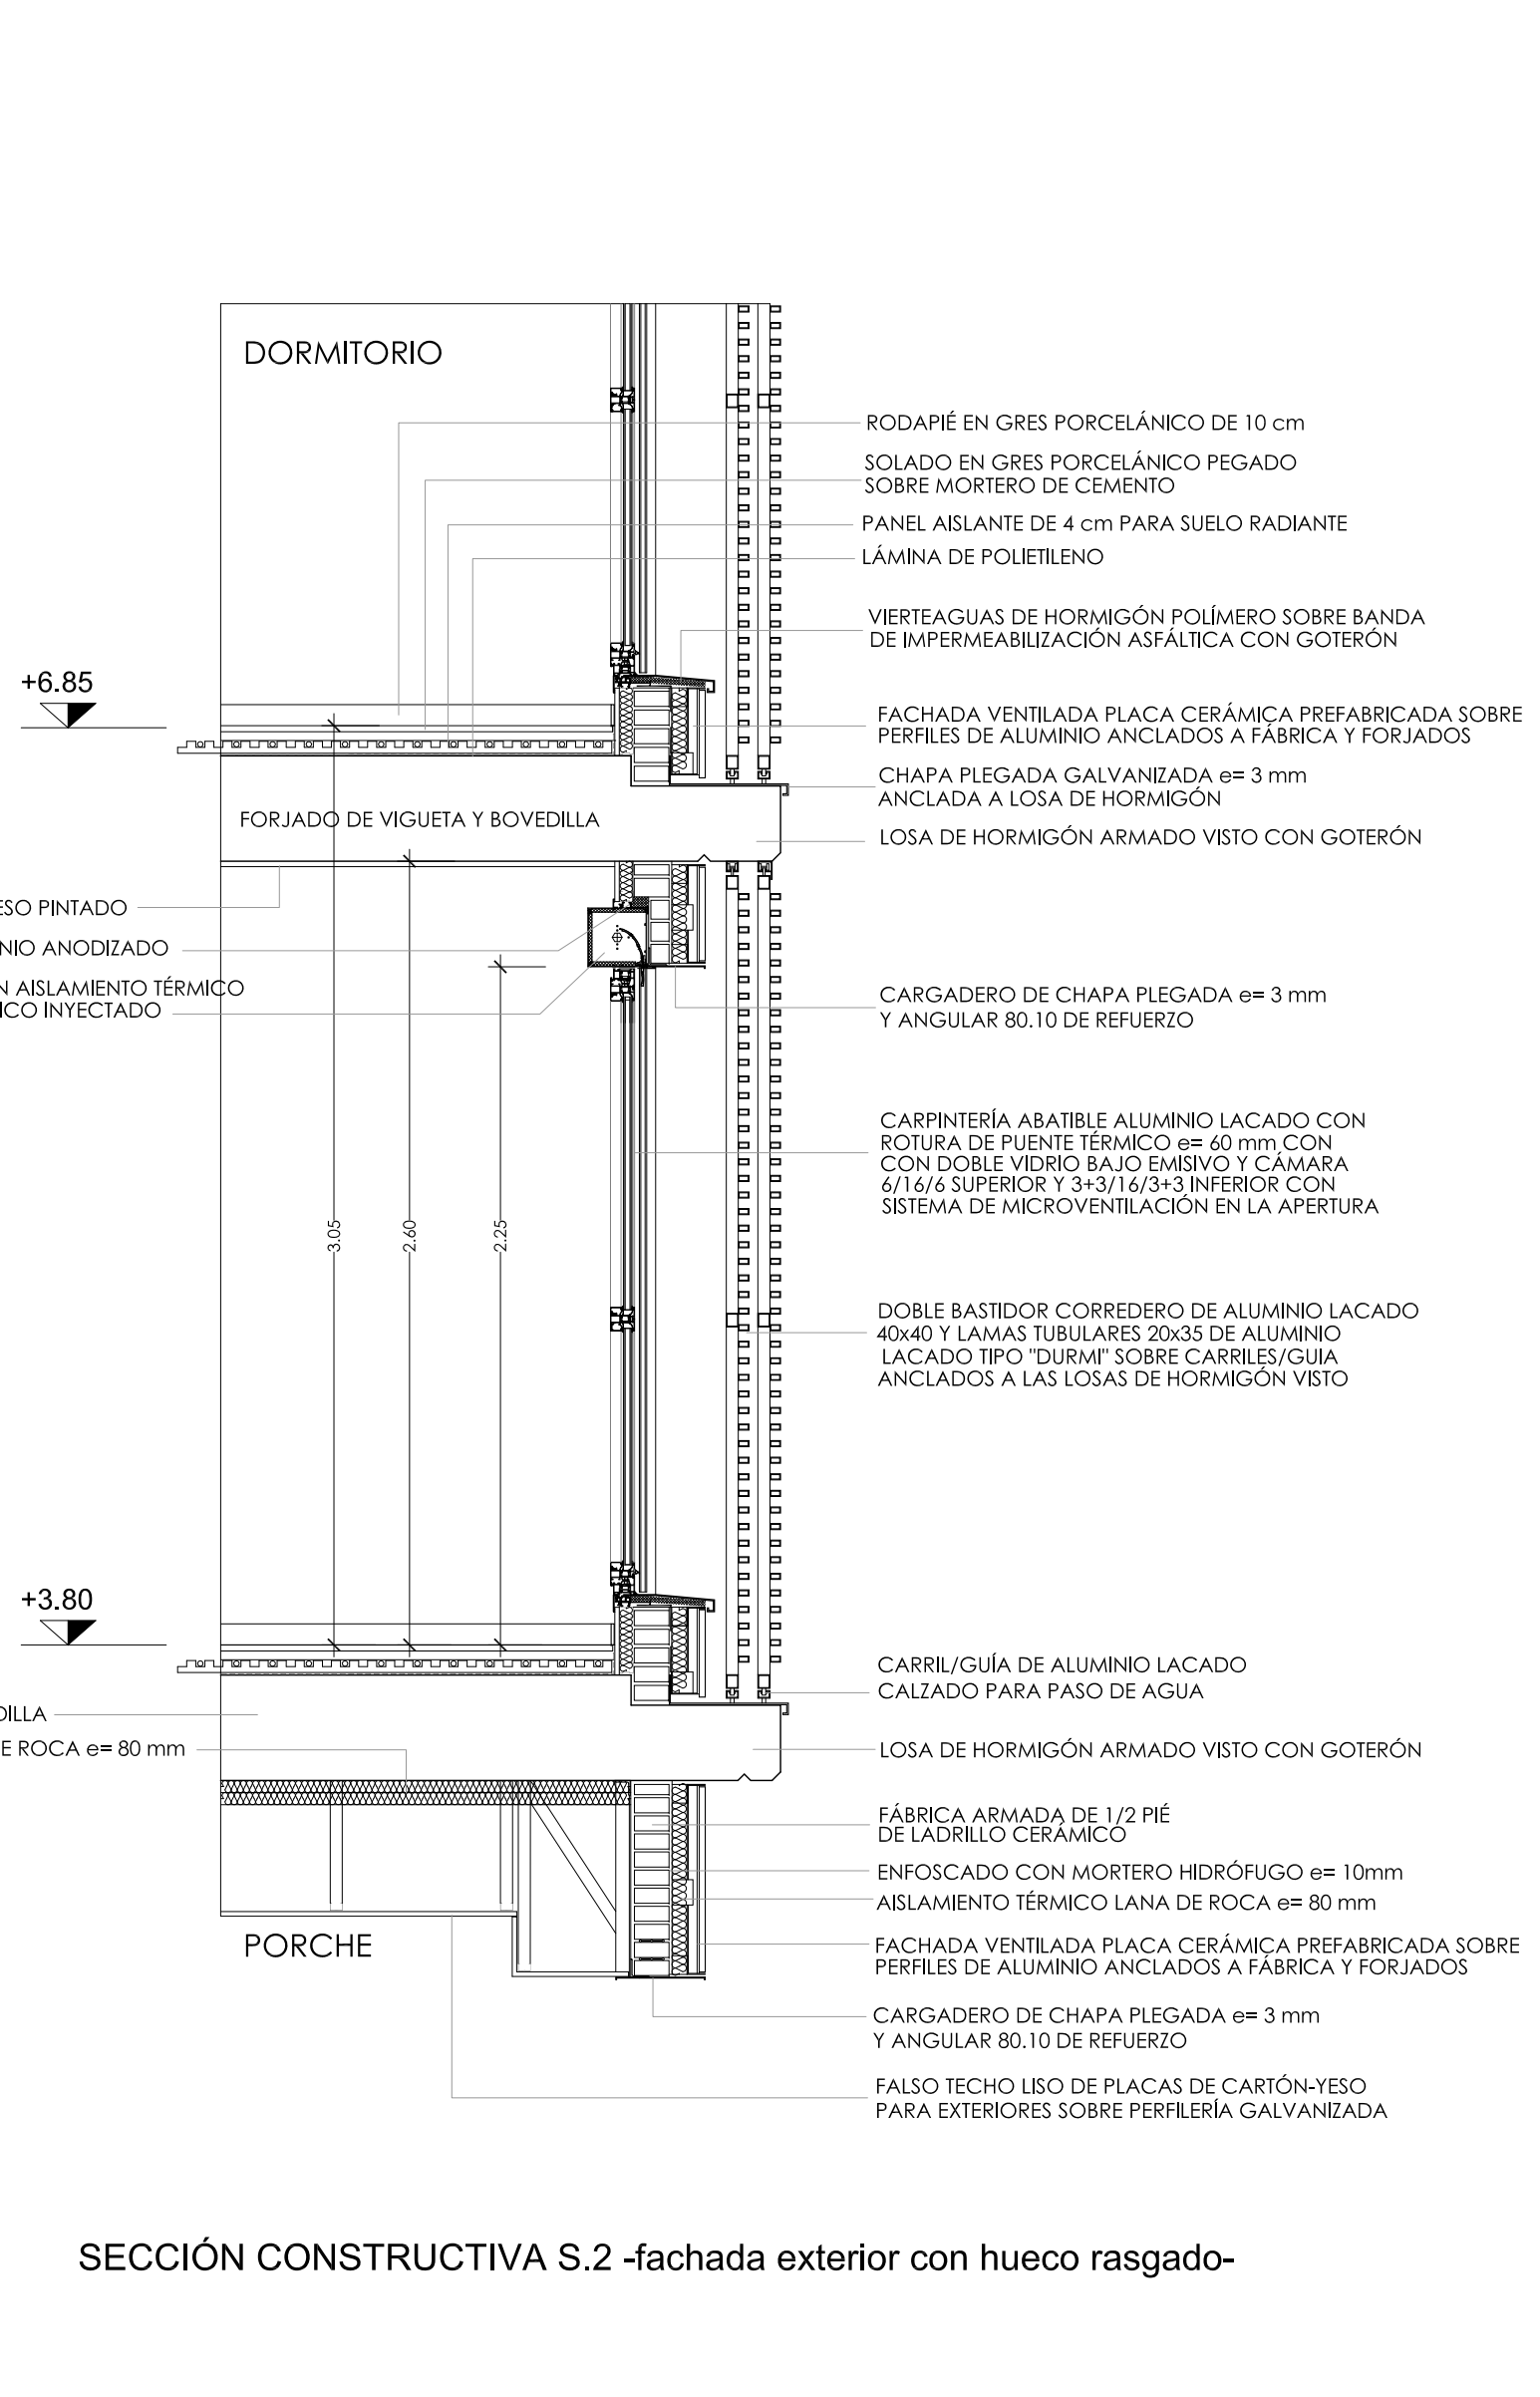 DORMITORIO
RODAPIÉ EN GRES PORCELÁNICO DE 10 cm
SOLADO EN GRES PORCELÁNICO PEGADO
SOBRE MORTERO DE CEMENTO
PANEL AISLANTE DE 4 cm PARA SUELO RADIANTE
LÁMINA DE POLIETILENO
VIERTEAGUAS DE HORMIGÓN POLÍMERO SOBRE BANDA
DE IMPERMEABILIZACIÓN ASFÁLTICA CON GOTERÓN
+6.85
FACHADA VENTILADA PLACA CERÁMICA PREFABRICADA SOBRE
PERFILES DE ALUMINIO ANCLADOS A FÁBRICA Y FORJADOS
CHAPA PLEGADA GALVANIZADA e= 3 mm
ANCLADA A LOSA DE HORMIGÓN
FORJADO DE VIGUETA Y BOVEDILLA
LOSA DE HORMIGÓN ARMADO VISTO CON GOTERÓN
ESO PINTADO
NIO ANODIZADO
N AISLAMIENTO TÉRMICO
ICO INYECTADO
CARGADERO DE CHAPA PLEGADA e= 3 mm
Y ANGULAR 80.10 DE REFUERZO
CARPINTERÍA ABATIBLE ALUMINIO LACADO CON
ROTURA DE PUENTE TÉRMICO e= 60 mm CON
CON DOBLE VIDRIO BAJO EMISIVO Y CÁMARA
6/16/6 SUPERIOR Y 3+3/16/3+3 INFERIOR CON
SISTEMA DE MICROVENTILACIÓN EN LA APERTURA
3.05
2.60
2.25
DOBLE BASTIDOR CORREDERO DE ALUMINIO LACADO
40x40 Y LAMAS TUBULARES 20x35 DE ALUMINIO
LACADO TIPO "DURMI" SOBRE CARRILES/GUIA
ANCLADOS A LAS LOSAS DE HORMIGÓN VISTO
+3.80
CARRIL/GUÍA DE ALUMINIO LACADO
CALZADO PARA PASO DE AGUA
DILLA
E ROCA e= 80 mm
LOSA DE HORMIGÓN ARMADO VISTO CON GOTERÓN
FÁBRICA ARMADA DE 1/2 PIÉ
DE LADRILLO CERÁMICO
ENFOSCADO CON MORTERO HIDRÓFUGO e= 10mm
AISLAMIENTO TÉRMICO LANA DE ROCA e= 80 mm
PORCHE
FACHADA VENTILADA PLACA CERÁMICA PREFABRICADA SOBRE
PERFILES DE ALUMINIO ANCLADOS A FÁBRICA Y FORJADOS
CARGADERO DE CHAPA PLEGADA e= 3 mm
Y ANGULAR 80.10 DE REFUERZO
FALSO TECHO LISO DE PLACAS DE CARTÓN-YESO
PARA EXTERIORES SOBRE PERFILERÍA GALVANIZADA
SECCIÓN CONSTRUCTIVA S.2 -fachada exterior con hueco rasgado-